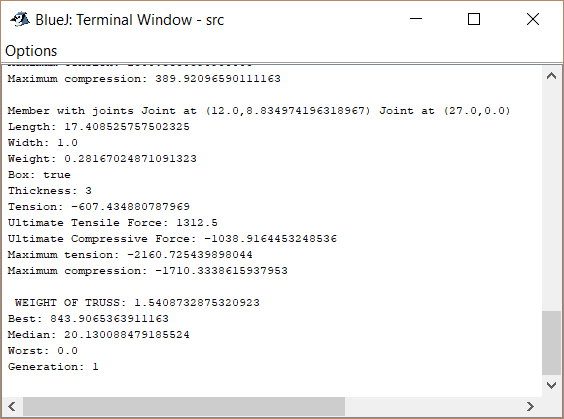 BlueJ: Terminal Window - src
Options
Maximum compression: 389.92096590111163
Member with joints Joint at (12.0,8.834974196318967) Joint at (27.0,0.0)
Length: 17.408525757502325
Width: 1.0
Weight: 0.28167024871091323
Box: true
Thickness: 3
Tension: -607.434880787969
Ultimate Tensile Force: 1312.5
Ultimate Compressive Force: -1038.9164453248536
Maximum tension: -2160.725439898044
Maximum compression: -1710.3338615937953
WEIGHT OF TRUSS: 1.5408732875320923
Best: 843.9065363911163
Median: 20.130088479185524
Worst: 0.0
Generation: 1